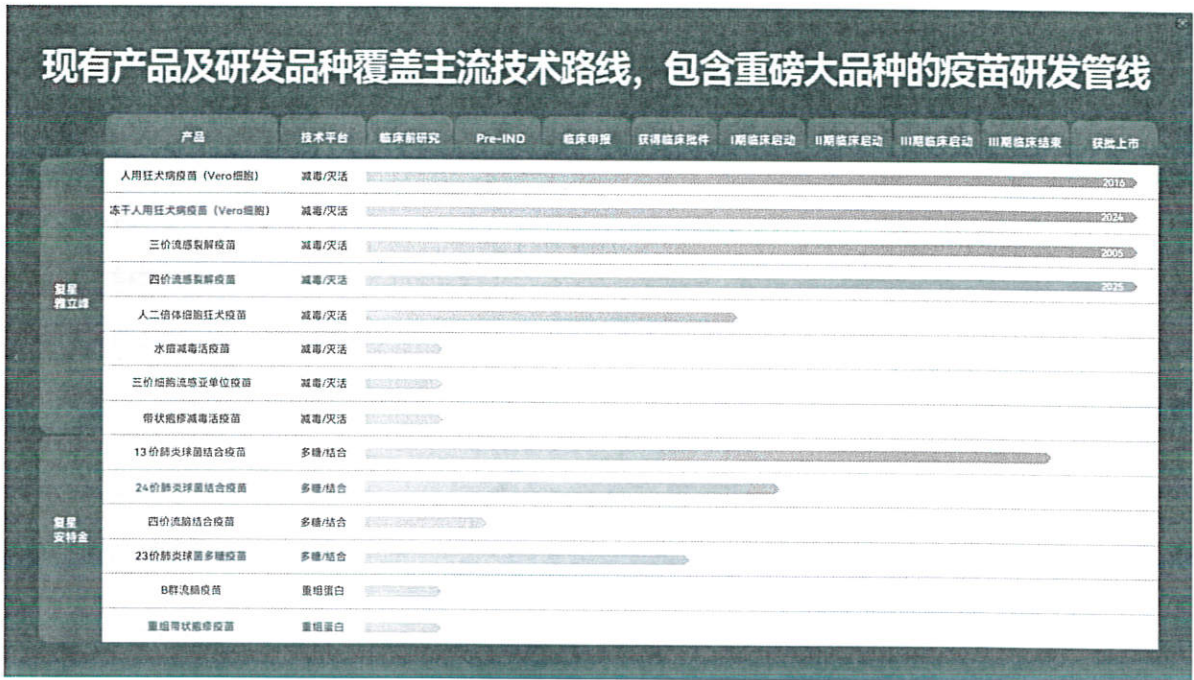 现有产品及研发品种覆盖主流技术路线，包含重磅大品种的疫苗研发管线
产品 技术平台 临床前研究 Pre-IND 临床申报 获得临床批件 I期临床启动 II期临床启动 III期临床启动 III期临床结束 获批上市
复星
雅立峰
人用狂犬病疫苗（Vero细胞） 减毒/灭活 2016
冻干人用狂犬病疫苗（Vero细胞） 减毒/灭活 2024
三价流感裂解疫苗 减毒/灭活 2005
四价流感裂解疫苗 减毒/灭活 2025
人二倍体细胞狂犬疫苗 减毒/灭活
水痘减毒活疫苗 减毒/灭活
三价细胞流感亚单位疫苗 减毒/灭活
带状疱疹减毒活疫苗 减毒/灭活
复星
安特金
13价肺炎球菌结合疫苗 多糖/结合
24价肺炎球菌结合疫苗 多糖/结合
四价流脑结合疫苗 多糖/结合
23价肺炎球菌多糖疫苗 多糖/结合
B群流脑疫苗 重组蛋白
重组带状疱疹疫苗 重组蛋白